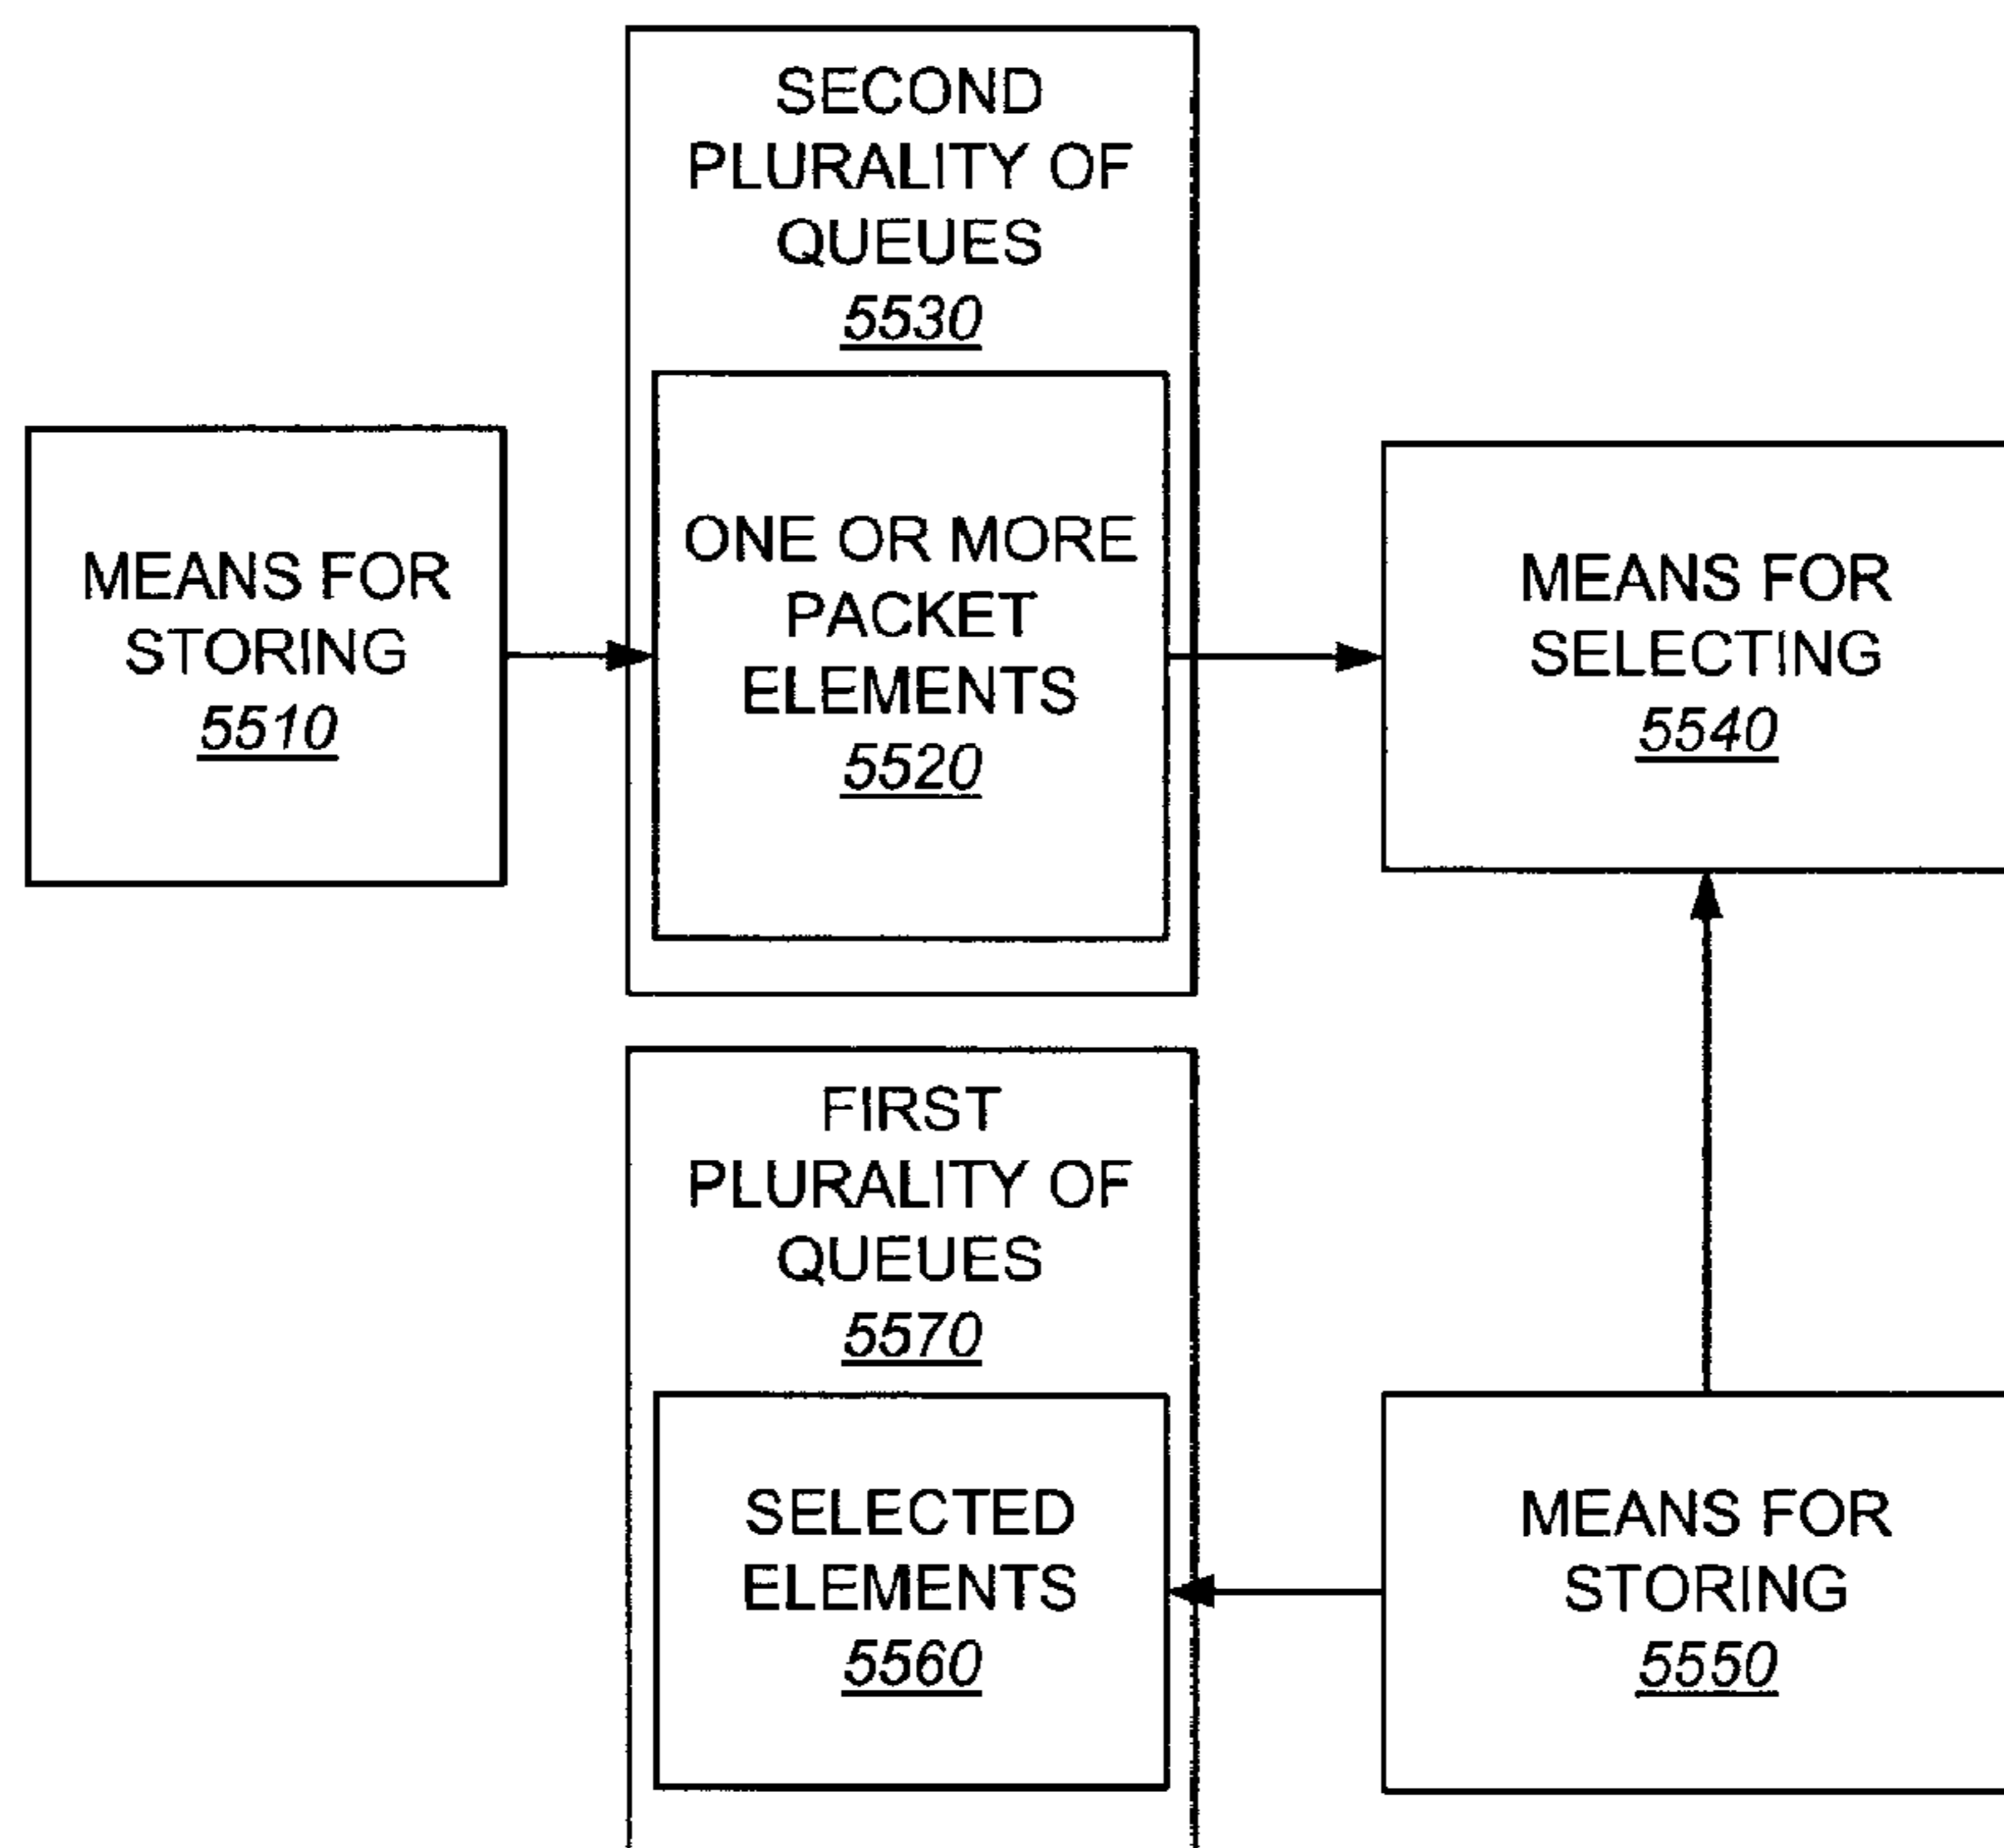 SECOND
PLURALITY OF
QUEUES
5530
MEANS FOR
STORING
5510
ONE OR MORE
PACKET
ELEMENTS
5520
MEANS FOR
SELECTING
5540
FIRST
PLURALITY OF
QUEUES
5570
SELECTED
ELEMENTS
5560
MEANS FOR
STORING
5550